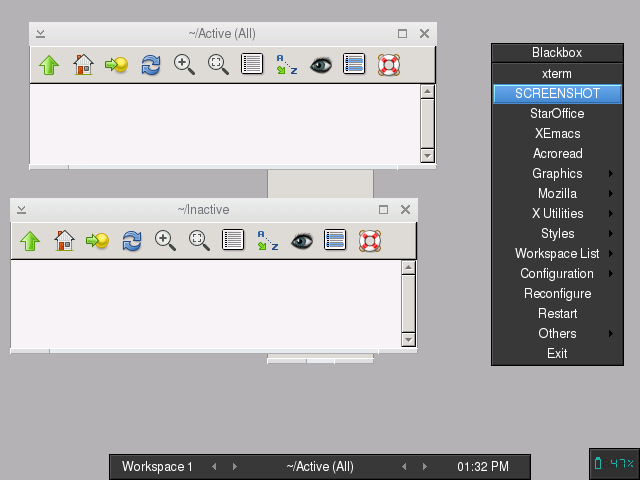 ~/Active (All)
A
Z
~/Inactive
A
Z
Blackbox
xterm
SCREENSHOT
StarOffice
XEmacs
Acroread
Graphics
Mozilla
X Utilities
Styles
Workspace List
Configuration
Reconfigure
Restart
Others
Exit
Workspace 1
~/Active (All)
01:32 PM
47%